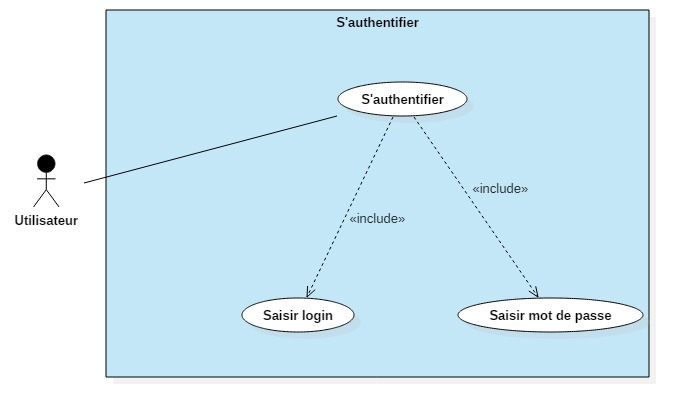 S'authentifier
S'authentifier
«include»
Utilisateur
«include»
Saisir login
Saisir mot de passe